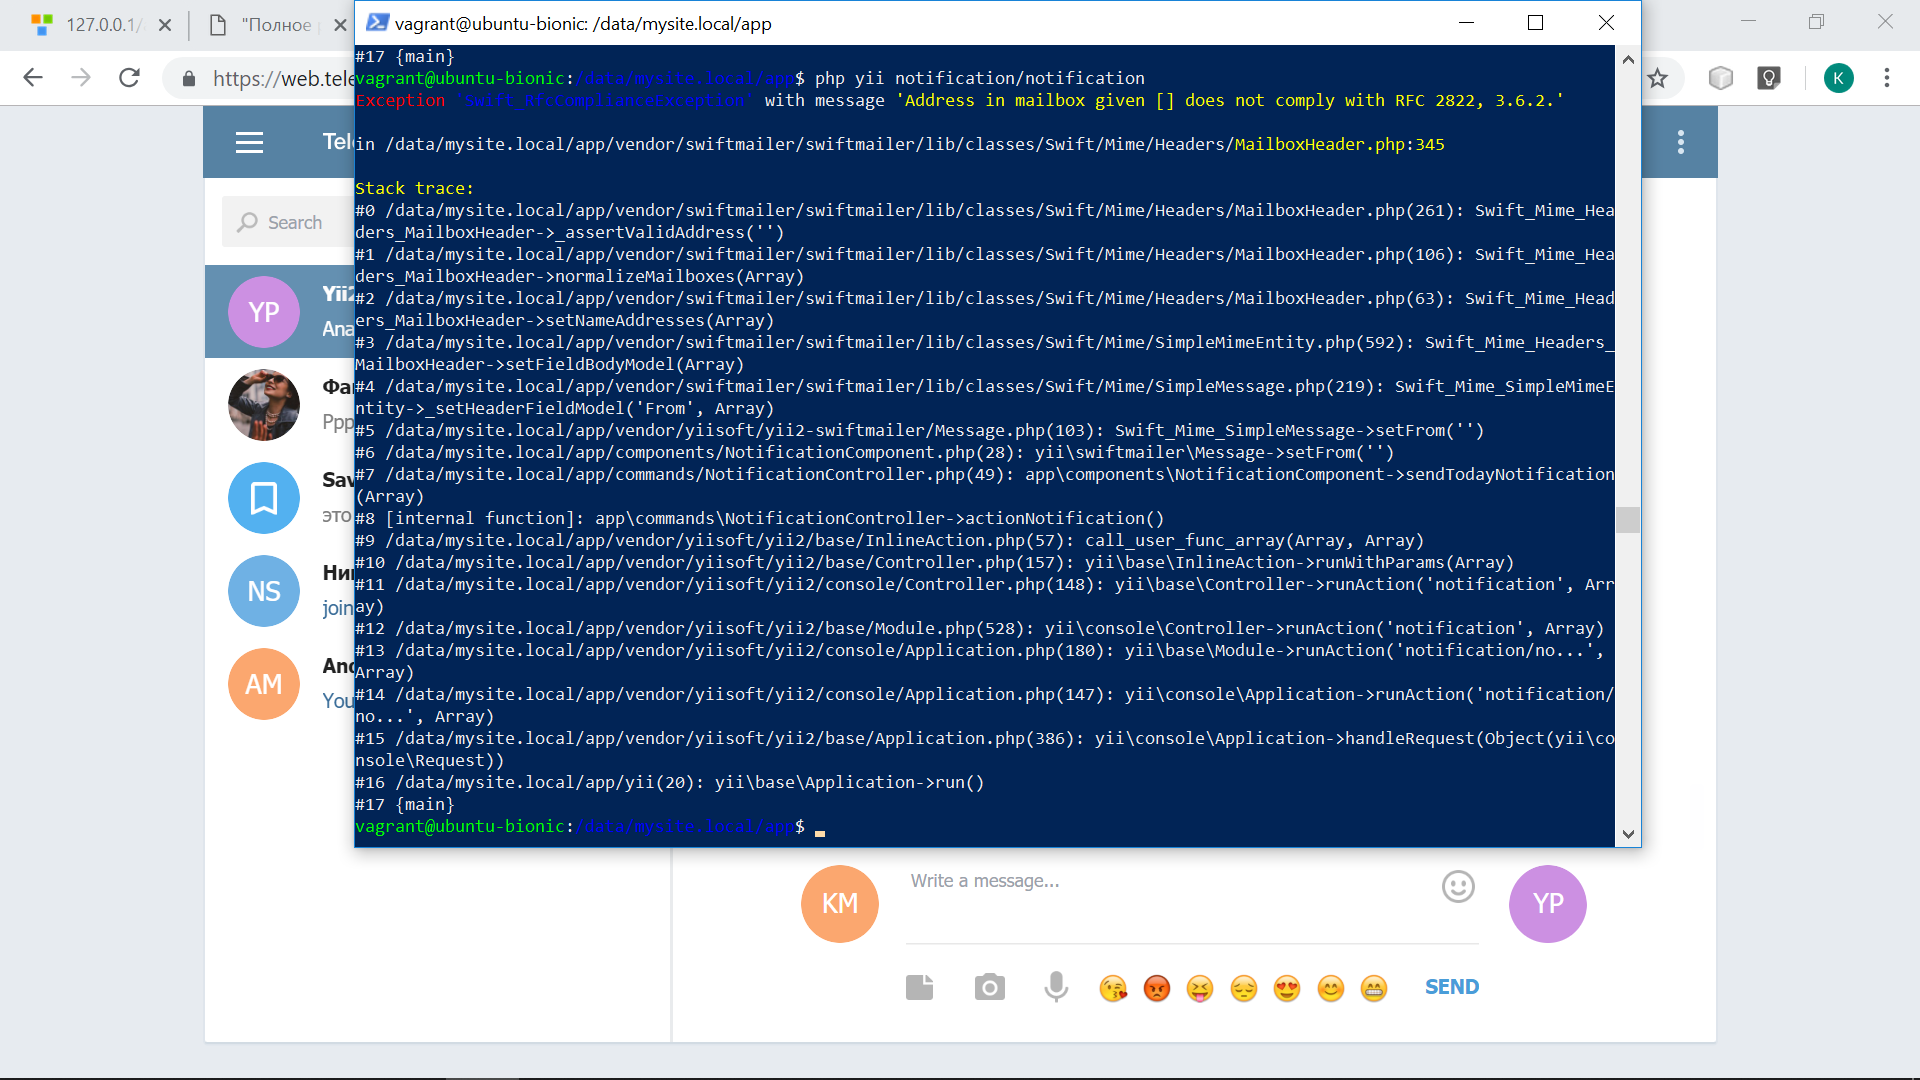 127.0.0.1/
"Полное
vagrant@ubuntu-bionic: /data/mysite.local/app
https://web.tele
K
Tele
Search
YP
Yii2
Ana
Фа
Ppp
Sav
это
NS
Ни
join
AM
And
You
#17 {main}
vagrant@ubuntu-bionic:/data/mysite.local/app$ php yii notification/notification
Exception 'Swift_RfcComplianceException' with message 'Address in mailbox given [] does not comply with RFC 2822, 3.6.2.'
in /data/mysite.local/app/vendor/swiftmailer/swiftmailer/lib/classes/Swift/Mime/Headers/MailboxHeader.php:345
Stack trace:
#0 /data/mysite.local/app/vendor/swiftmailer/swiftmailer/lib/classes/Swift/Mime/Headers/MailboxHeader.php(261): Swift_Mime_Hea
ders_MailboxHeader->_assertValidAddress('')
#1 /data/mysite.local/app/vendor/swiftmailer/swiftmailer/lib/classes/Swift/Mime/Headers/MailboxHeader.php(106): Swift_Mime_Hea
ders_MailboxHeader->normalizeMailboxes(Array)
#2 /data/mysite.local/app/vendor/swiftmailer/swiftmailer/lib/classes/Swift/Mime/Headers/MailboxHeader.php(63): Swift_Mime_Head
ers_MailboxHeader->setNameAddresses(Array)
#3 /data/mysite.local/app/vendor/swiftmailer/swiftmailer/lib/classes/Swift/Mime/SimpleMimeEntity.php(592): Swift_Mime_Headers_
MailboxHeader->setFieldBodyModel(Array)
#4 /data/mysite.local/app/vendor/swiftmailer/swiftmailer/lib/classes/Swift/Mime/SimpleMessage.php(219): Swift_Mime_SimpleMimeE
ntity->_setHeaderFieldModel('From', Array)
#5 /data/mysite.local/app/vendor/yiisoft/yii2-swiftmailer/Message.php(103): Swift_Mime_SimpleMessage->setFrom('')
#6 /data/mysite.local/app/components/NotificationComponent.php(28): yii\swiftmailer\Message->setFrom('')
#7 /data/mysite.local/app/commands/NotificationController.php(49): app\components\NotificationComponent->sendTodayNotification
(Array)
#8 [internal function]: app\commands\NotificationController->actionNotification()
#9 /data/mysite.local/app/vendor/yiisoft/yii2/base/InlineAction.php(57): call_user_func_array(Array, Array)
#10 /data/mysite.local/app/vendor/yiisoft/yii2/base/Controller.php(157): yii\base\InlineAction->runWithParams(Array)
#11 /data/mysite.local/app/vendor/yiisoft/yii2/console/Controller.php(148): yii\base\Controller->runAction('notification', Arr
ay)
#12 /data/mysite.local/app/vendor/yiisoft/yii2/base/Module.php(528): yii\console\Controller->runAction('notification', Array)
#13 /data/mysite.local/app/vendor/yiisoft/yii2/console/Application.php(180): yii\base\Module->runAction('notification/no...',
Array)
#14 /data/mysite.local/app/vendor/yiisoft/yii2/console/Application.php(147): yii\console\Application->runAction('notification/
no...', Array)
#15 /data/mysite.local/app/vendor/yiisoft/yii2/base/Application.php(386): yii\console\Application->handleRequest(Object(yii\co
nsole\Request))
#16 /data/mysite.local/app/yii(20): yii\base\Application->run()
#17 {main}
vagrant@ubuntu-bionic:/data/mysite.local/app$
KM
Write a message...
YP
SEND